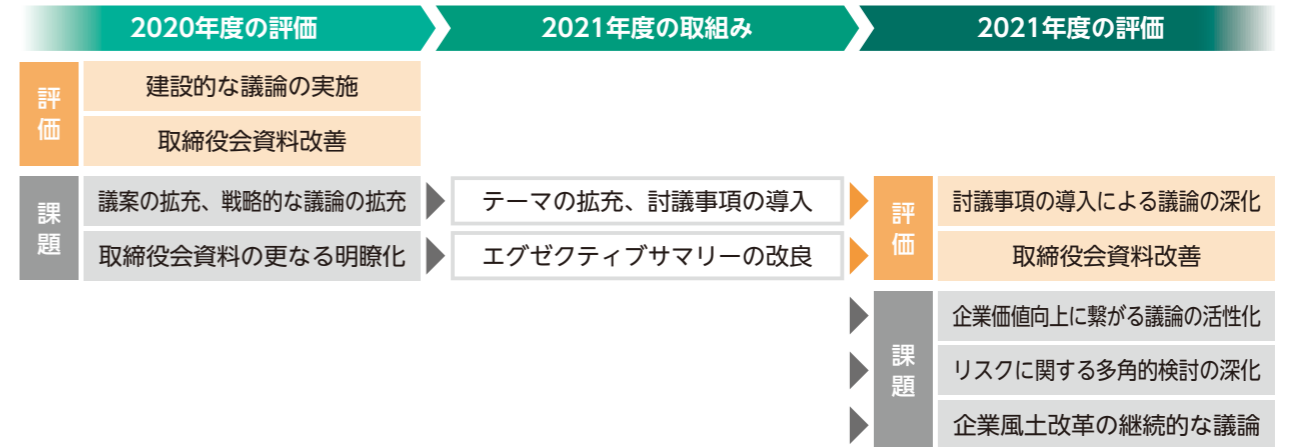 2020年度の評価
2021年度の取組み
2021年度の評価
評価
建設的な議論の実施
取締役会資料改善
課題
議案の拡充、戦略的な議論の拡充
テーマの拡充、討議事項の導入
評価
討議事項の導入による議論の深化
取締役会資料の更なる明瞭化
エグゼクティブサマリーの改良
取締役会資料改善
課題
企業価値向上に繋がる議論の活性化
リスクに関する多角的検討の深化
企業風土改革の継続的な議論